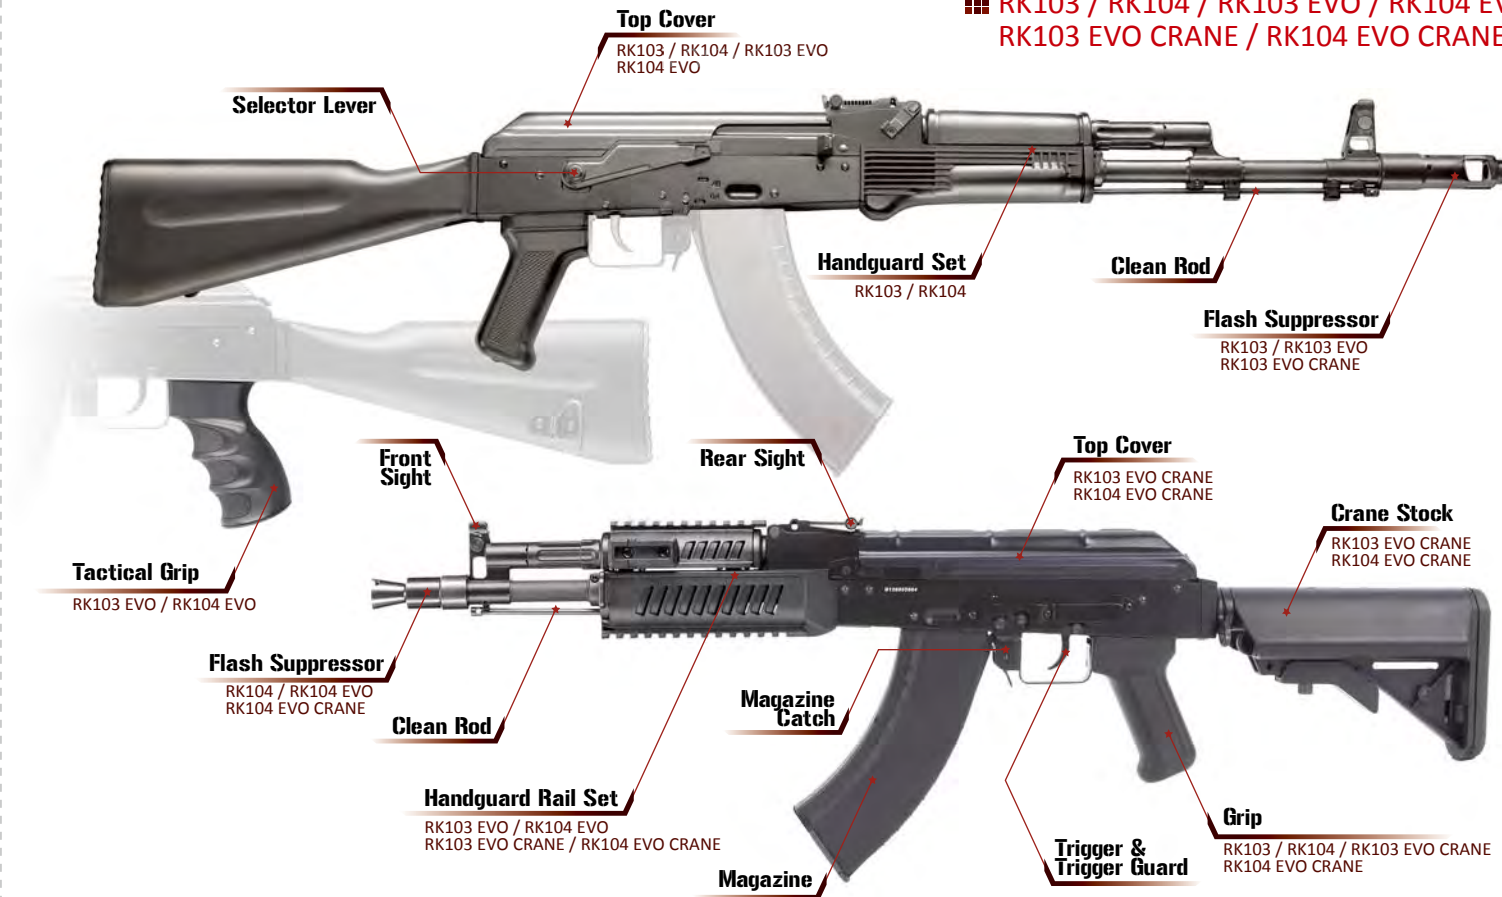 RK103 / RK104 / RK103 EVO / RK104 EV
RK103 EVO CRANE / RK104 EVO CRANE
Top Cover
RK103 / RK104 / RK103 EVO
RK104 EVO
Selector Lever
Handguard Set
RK103 / RK104
Clean Rod
Flash Suppressor
RK103 / RK103 EVO
RK103 EVO CRANE
Front
Sight
Rear Sight
Top Cover
RK103 EVO CRANE
RK104 EVO CRANE
Crane Stock
RK103 EVO CRANE
RK104 EVO CRANE
Tactical Grip
RK103 EVO / RK104 EVO
Flash Suppressor
RK104 / RK104 EVO
RK104 EVO CRANE
Clean Rod
Magazine
Catch
Handguard Rail Set
RK103 EVO / RK104 EVO
RK103 EVO CRANE / RK104 EVO CRANE
Magazine
Trigger &
Trigger Guard
Grip
RK103 / RK104 / RK103 EVO CRANE
RK104 EVO CRANE